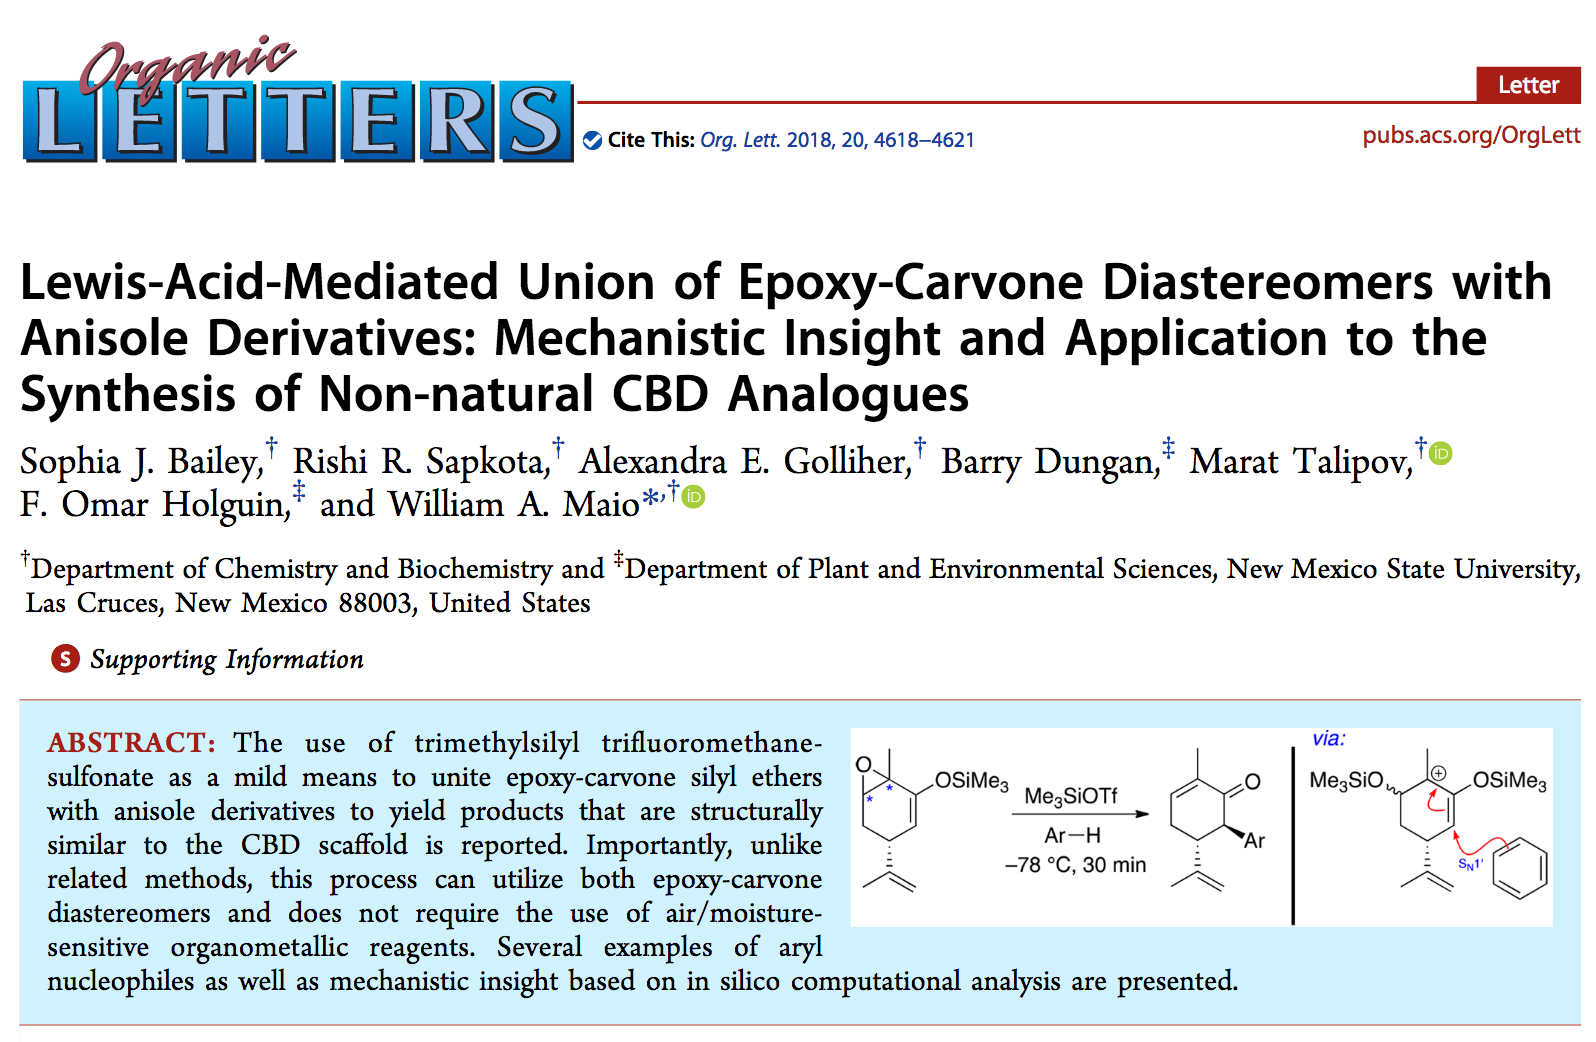 Organic
LETTERS
Letter
Cite This: Org. Lett. 2018, 20, 4618–4621
pubs.acs.org/OrgLett
Lewis-Acid-Mediated Union of Epoxy-Carvone Diastereomers with
Anisole Derivatives: Mechanistic Insight and Application to the
Synthesis of Non-natural CBD Analogues
Sophia J. Bailey,† Rishi R. Sapkota,† Alexandra E. Golliher,† Barry Dungan,‡ Marat Talipov,† iD
F. Omar Holguin,‡ and William A. Maio*,† iD
†Department of Chemistry and Biochemistry and ‡Department of Plant and Environmental Sciences, New Mexico State University,
Las Cruces, New Mexico 88003, United States
S Supporting Information
ABSTRACT: The use of trimethylsilyl trifluoromethane-
sulfonate as a mild means to unite epoxy-carvone silyl ethers
with anisole derivatives to yield products that are structurally
similar to the CBD scaffold is reported. Importantly, unlike
related methods, this process can utilize both epoxy-carvone
diastereomers and does not require the use of air/moisture-
sensitive organometallic reagents. Several examples of aryl
nucleophiles as well as mechanistic insight based on in silico computational analysis are presented.
O
*
*
OSiMe3
Me3SiOTf
Ar–H
–78 °C, 30 min
O
Ar
via:
Me3SiO
⊕
OSiMe3
SN1'